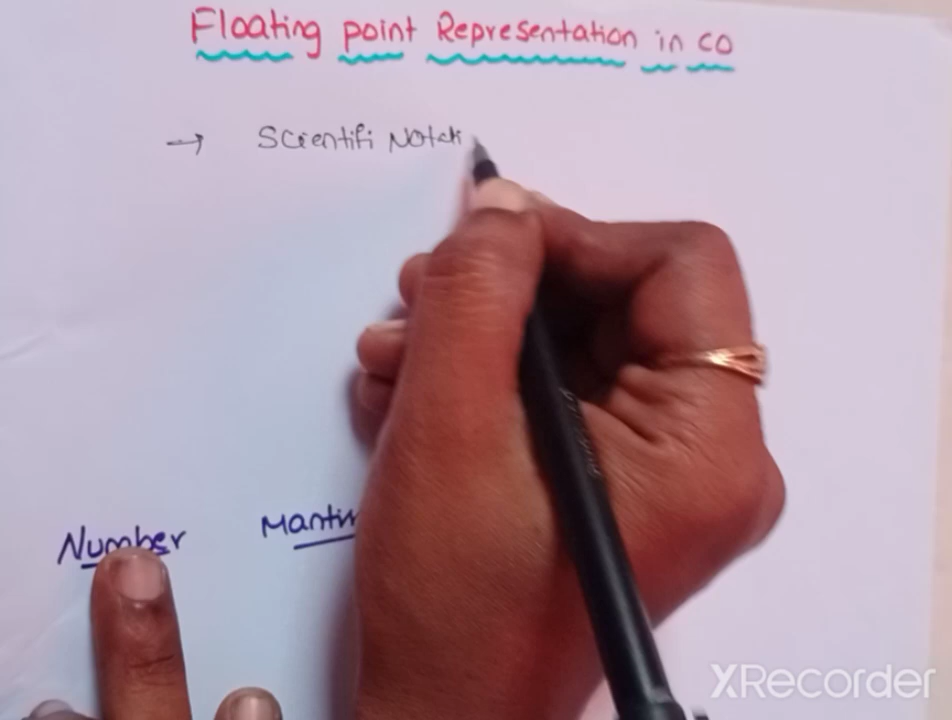 Floating point Representation in CO
→ Scientifi Notati
Number Mantis
XRecorder